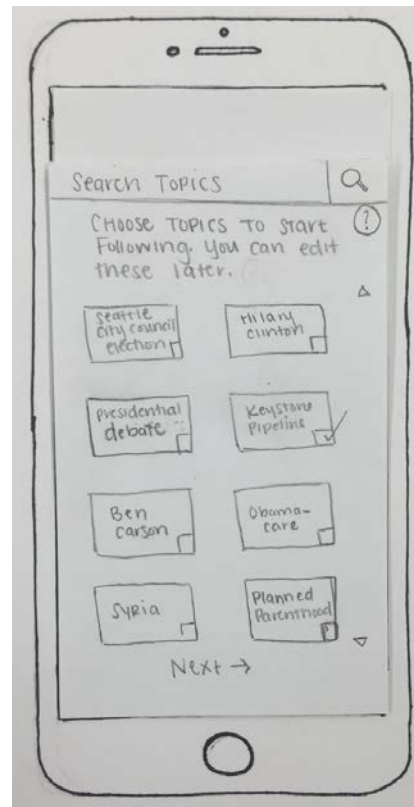 Search Topics
CHOOSE TOPICS TO START
Following. You can edit
these later.
?
Seattle
city council
election
Hilary
Clinton
presidential
debate
Keystone
Pipeline
Ben
Carson
Obama-
care
Syria
Planned
Parenthood
Next →